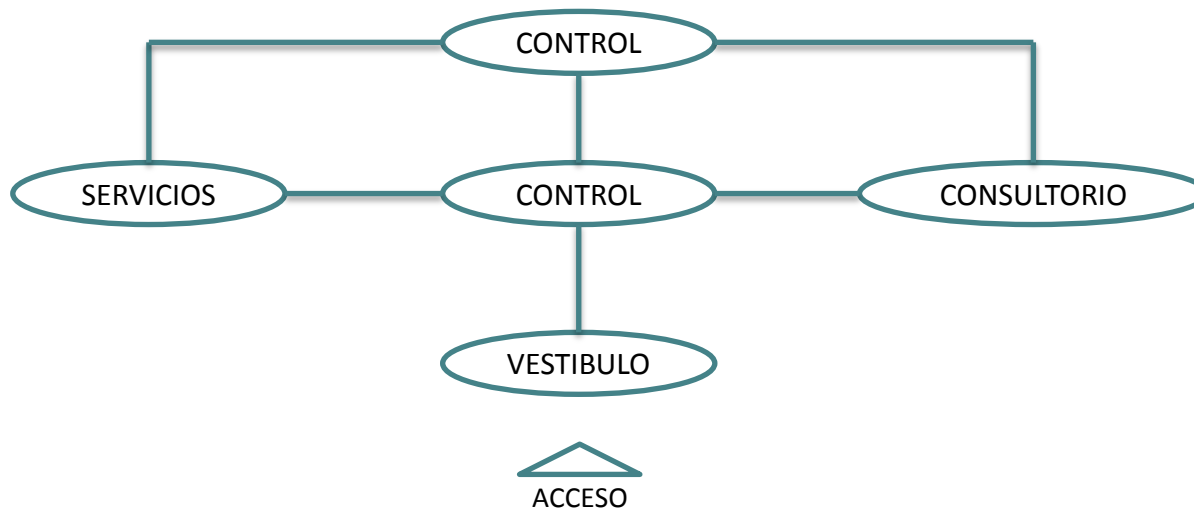 CONTROL
SERVICIOS
CONTROL
CONSULTORIO
VESTIBULO
ACCESO